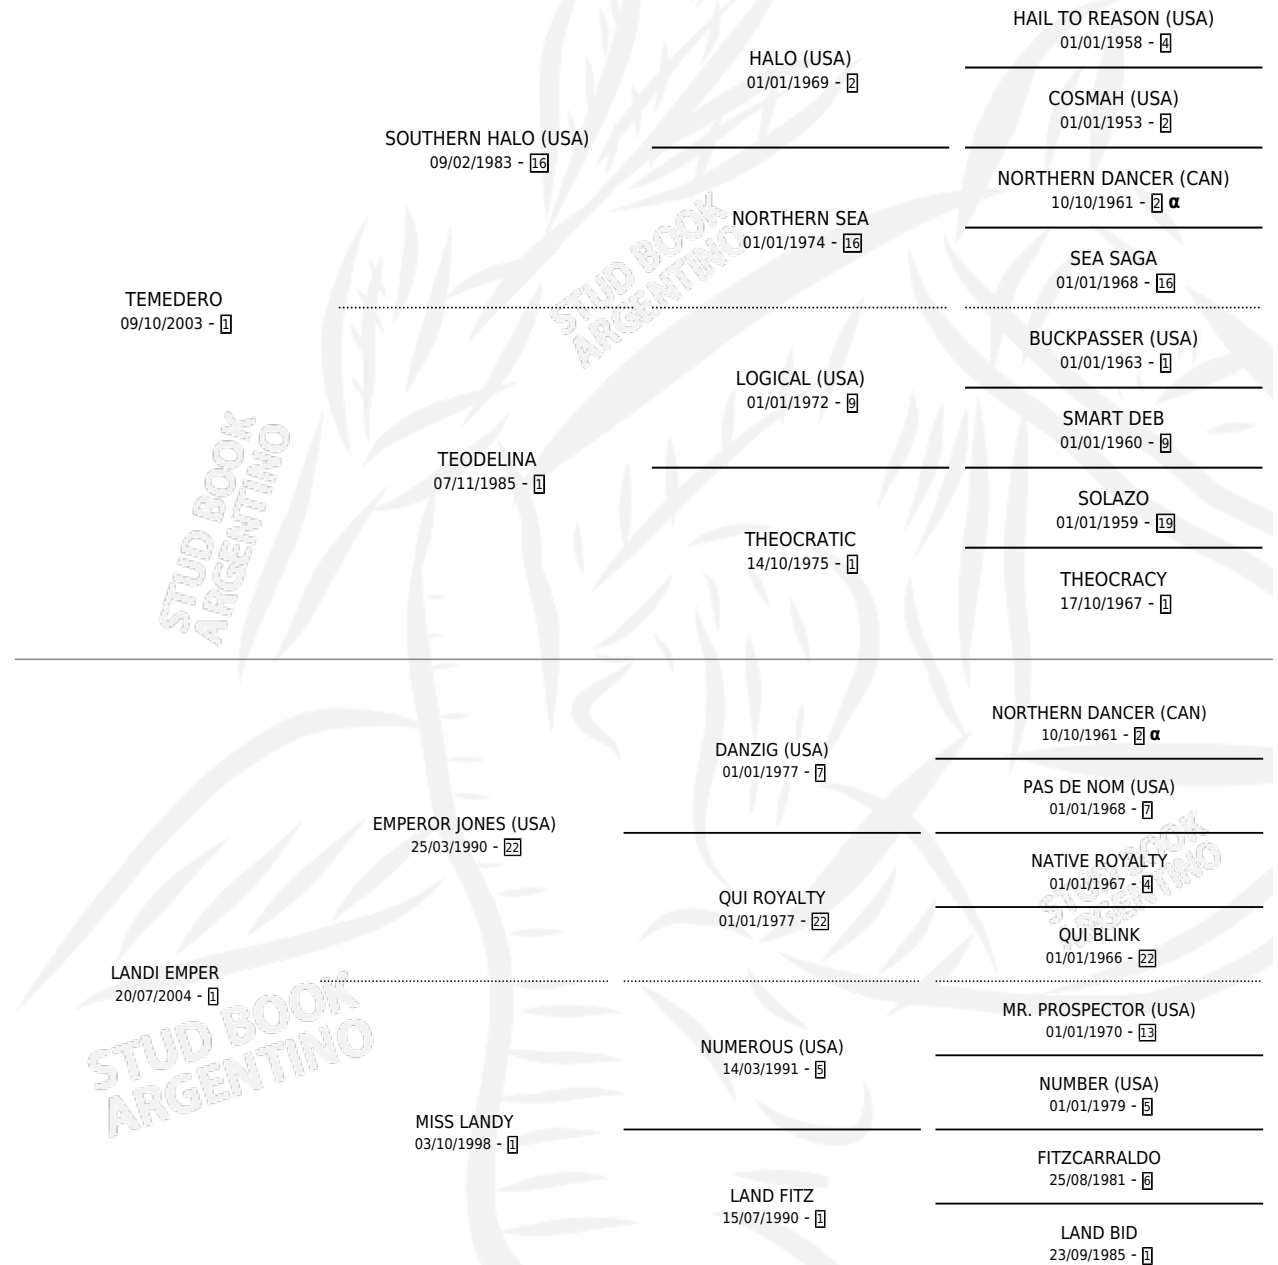 HAIL TO REASON (USA)
01/01/1958 - 4
HALO (USA)
01/01/1969 - 2
COSMAH (USA)
01/01/1953 - 2
SOUTHERN HALO (USA)
09/02/1983 - 16
NORTHERN DANCER (CAN)
10/10/1961 - 2 α
NORTHERN SEA
01/01/1974 - 16
SEA SAGA
01/01/1968 - 16
TEMEDERO
09/10/2003 - 1
BUCKPASSER (USA)
01/01/1963 - 1
LOGICAL (USA)
01/01/1972 - 9
SMART DEB
01/01/1960 - 9
TEODELINA
07/11/1985 - 1
SOLAZO
01/01/1959 - 19
THEOCRATIC
14/10/1975 - 1
THEOCRACY
17/10/1967 - 1
NORTHERN DANCER (CAN)
10/10/1961 - 2 α
DANZIG (USA)
01/01/1977 - 7
PAS DE NOM (USA)
01/01/1968 - 7
EMPEROR JONES (USA)
25/03/1990 - 22
NATIVE ROYALTY
01/01/1967 - 4
QUI ROYALTY
01/01/1977 - 22
QUI BLINK
01/01/1966 - 22
LANDI EMPER
20/07/2004 - 1
MR. PROSPECTOR (USA)
01/01/1970 - 13
NUMEROUS (USA)
14/03/1991 - 5
NUMBER (USA)
01/01/1979 - 5
MISS LANDY
03/10/1998 - 1
FITZCARRALDO
25/08/1981 - 6
LAND FITZ
15/07/1990 - 1
LAND BID
23/09/1985 - 1
STUD BOOK
ARGENTINO
STUD BOOK
ARGENTINO
STUD BOOK
ARGENTINO
STUD BOOK
ARGENTINO